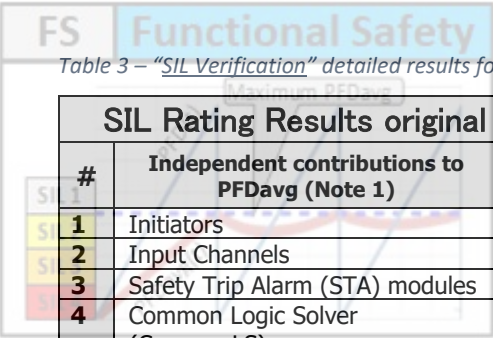 FS Functional Safety
Table 3 – “SIL Verification” detailed results fo
Maximum PFDavg
SIL Rating Results original
# Independent contributions to
PFDavg (Note 1)
SIL 1
1 Initiators
2 Input Channels
3 Safety Trip Alarm (STA) modules
4 Common Logic Solver